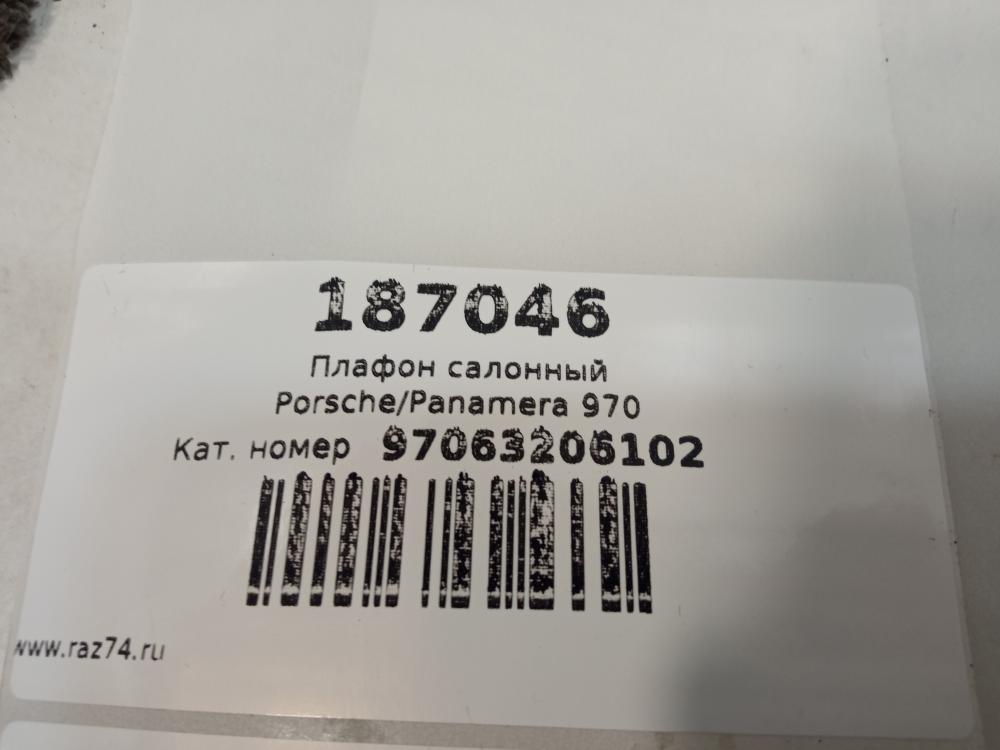 187046
Плафон салонный
Porsche/Panamera 970
Кат. номер 97063206102
www.raz74.ru